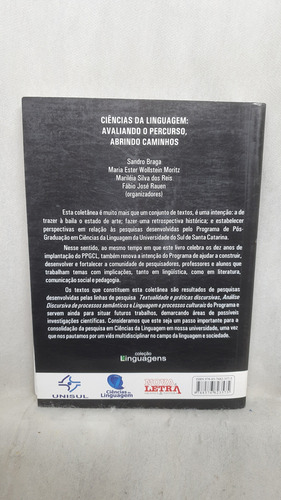 CIÊNCIAS DA LINGUAGEM:
AVALIANDO O PERCURSO,
ABRINDO CAMINHOS
Sandro Braga
Maria Ester Wollstein Moritz
Mariléia Silva dos Reis
Fábio José Rauen
(organizadores)
Esta coletânea é muito mais que um conjunto de textos, é uma intenção: a de
trazer à baila o estado de arte; fazer uma retrospectiva histórica; e estabelecer
perspectivas em relação às pesquisas desenvolvidas pelo Programa de Pós-
Graduação em Ciências da Linguagem da Universidade do Sul de Santa Catarina.
Nesse sentido, ao mesmo tempo em que este livro celebra os dez anos de
implantação do PPGCL, também renova a intenção do Programa de ajudar a construir,
desenvolver e fortalecer a comunidade de pesquisadores, professores e alunos que
trabalham temas com implicações, tanto em lingüística, como em literatura,
comunicação social e pedagogia.
Os textos que constituem esta coletânea são resultados de pesquisas
desenvolvidas pelas linhas de pesquisa Textualidade e práticas discursivas, Análise
Discursiva de processos semânticos e Linguagem e processos culturais do Programa e
servem ainda para situar futuros trabalhos, demarcando áreas de possíveis
investigações científicas. Consideramos que este seja um passo importante para a
consolidação da pesquisa em Ciências da Linguagem em nossa universidade, uma vez
que nos pautamos por um viés multidisciplinar no campo da linguagem e sociedade.
coleção
Linguagens
UNISUL
Ciências da
Linguagem
NOVA
LETRA